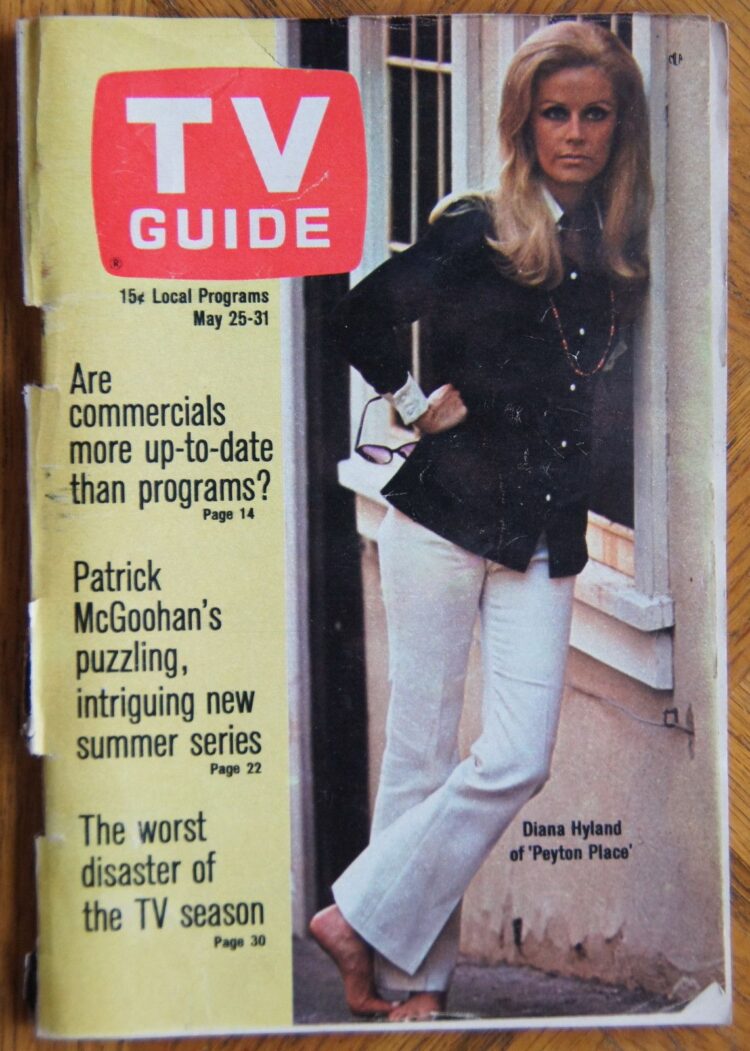 TV
GUIDE
®
15¢ Local Programs
May 25-31
Are
commercials
more up-to-date
than programs?
Page 14
Patrick
McGoohan's
puzzling,
intriguing new
summer series
Page 22
The worst
disaster of
the TV season
Page 30
Diana Hyland
of 'Peyton Place'